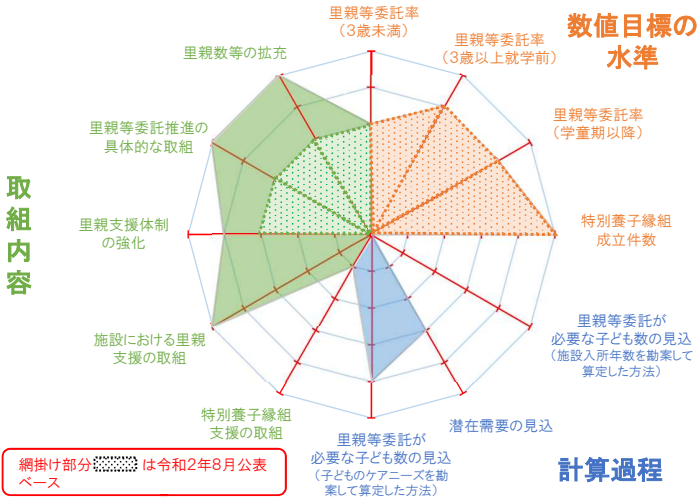 里親等委託率
（3歳未満）
里親等委託率
（3歳以上就学前）
数値目標の
水準
里親数等の拡充
里親等委託率
（学童期以降）
里親等委託推進の
具体的な取組
取
組
内
容
里親支援体制
の強化
特別養子縁組
成立件数
施設における里親
支援の取組
里親等委託が
必要な子ども数の見込
（施設入所年数を勘案して
算定した方法）
特別養子縁組
支援の取組
潜在需要の見込
里親等委託が
必要な子ども数の見込
（子どものケアニーズを勘
案して算定した方法）
計算過程
網掛け部分 は令和2年8月公表
ベース